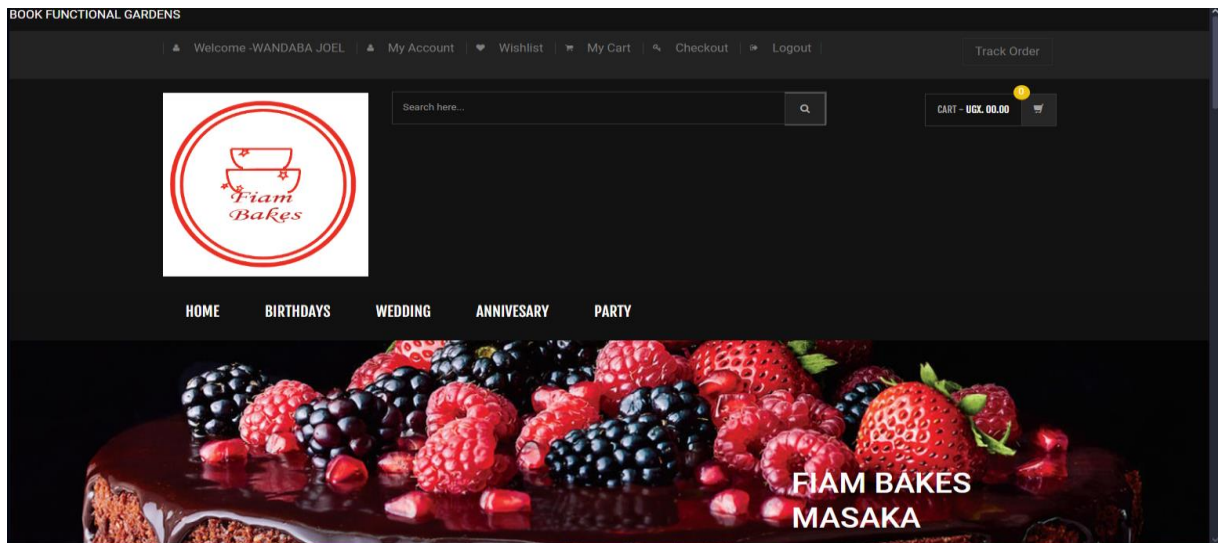 BOOK FUNCTIONAL GARDENS
Welcome -WANDABA JOEL My Account Wishlist My Cart Checkout Logout Track Order
Search here...
0
CART - UGX. 00.00
Fiam
Bakes
HOME BIRTHDAYS WEDDING ANNIVESARY PARTY
FIAM BAKES
MASAKA